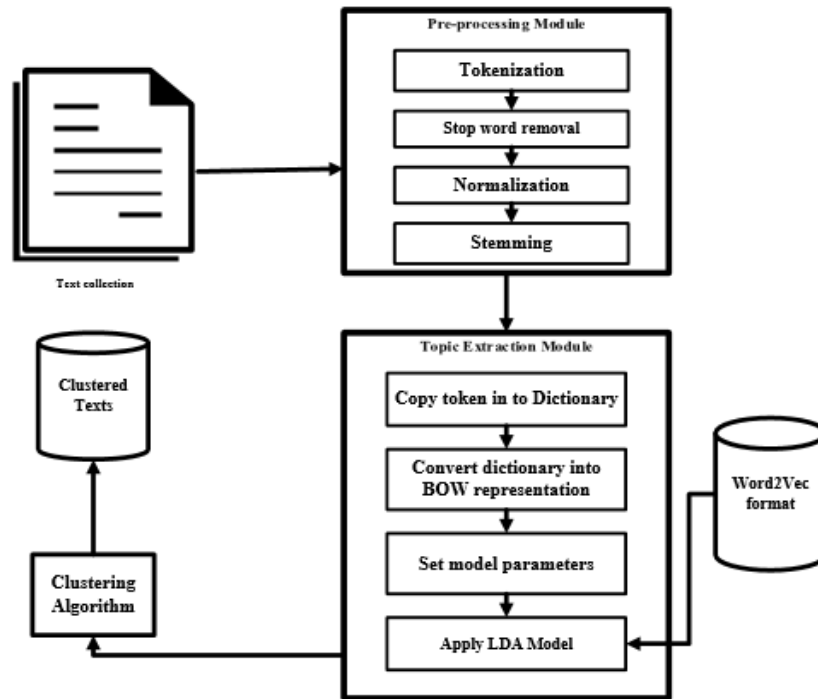 Pre-processing Module
Tokenization
Stop word removal
Normalization
Stemming
Text collection
Topic Extraction Module
Copy token in to Dictionary
Convert dictionary into
BOW representation
Set model parameters
Apply LDA Model
Word2Vec
format
Clustering
Algorithm
Clustered
Texts